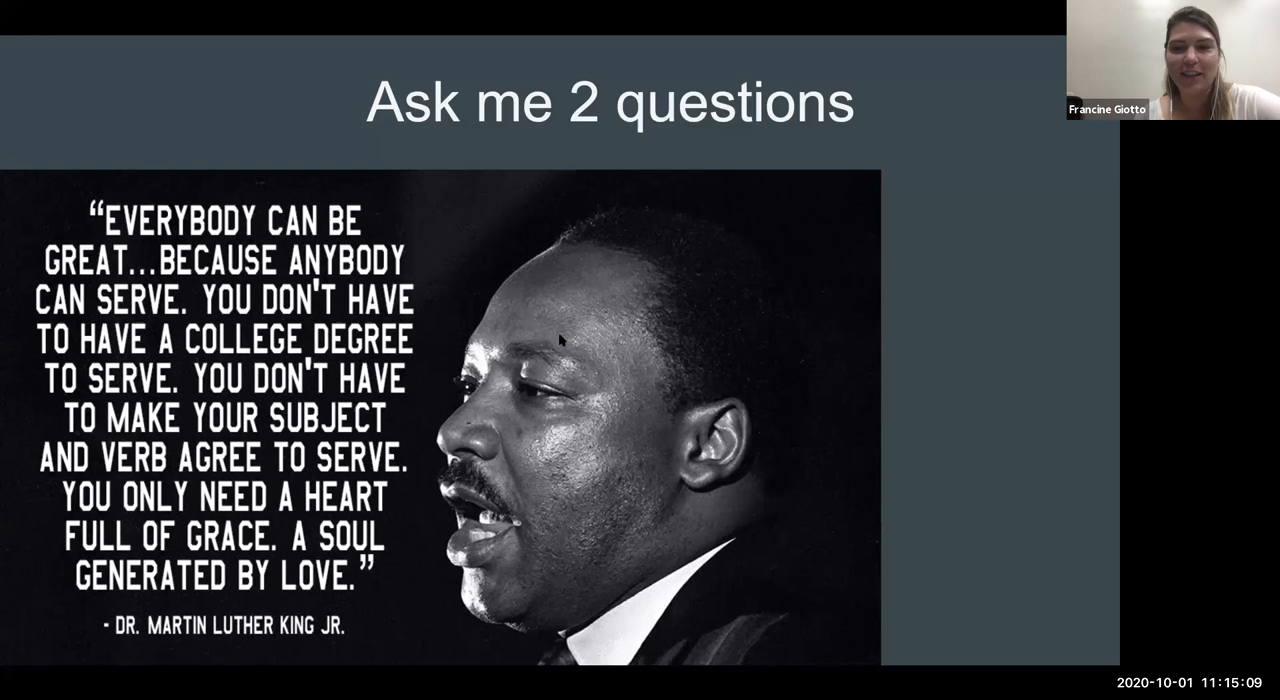 Ask me 2 questions
Francine Giotto
“EVERYBODY CAN BE
GREAT...BECAUSE ANYBODY
CAN SERVE. YOU DON'T HAVE
TO HAVE A COLLEGE DEGREE
TO SERVE. YOU DON'T HAVE
TO MAKE YOUR SUBJECT
AND VERB AGREE TO SERVE.
YOU ONLY NEED A HEART
FULL OF GRACE. A SOUL
GENERATED BY LOVE.”
- DR. MARTIN LUTHER KING JR.
2020-10-01 11:15:09